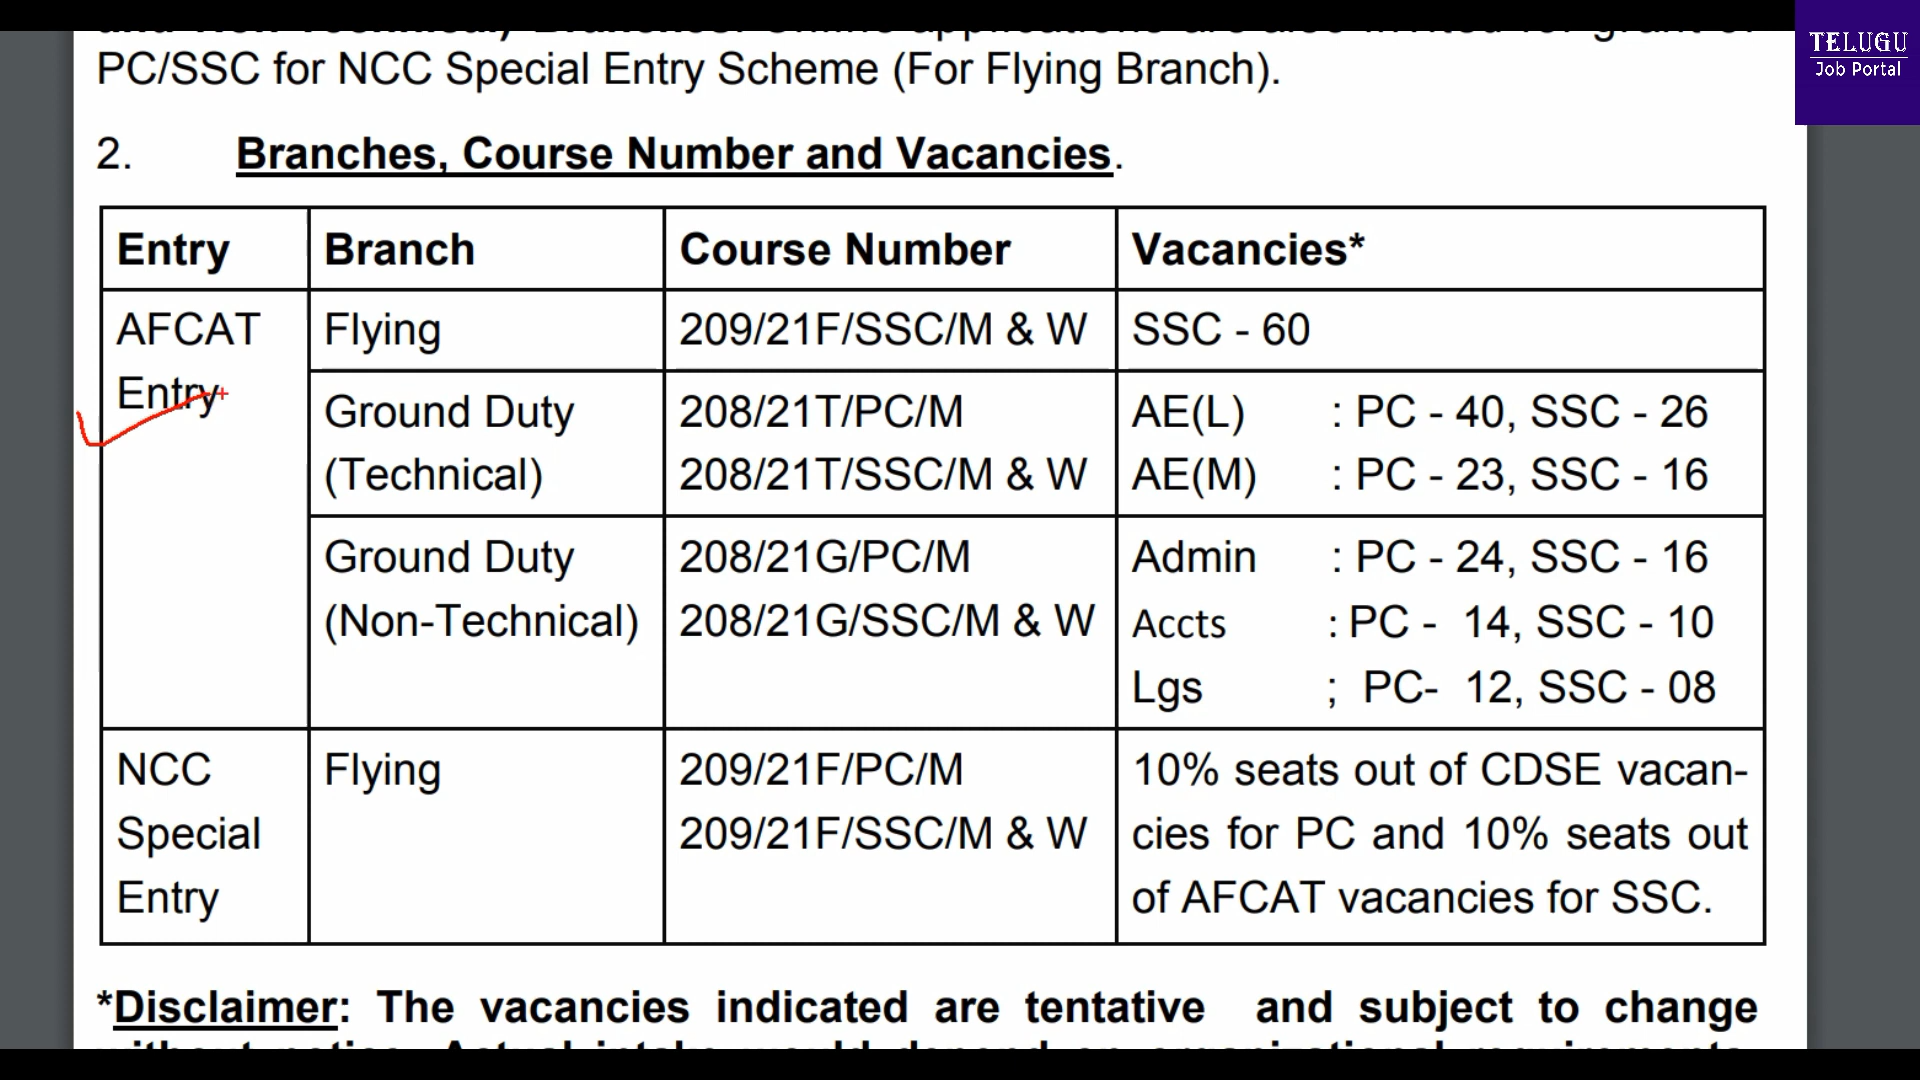 TELUGU
Job Portal
PC/SSC for NCC Special Entry Scheme (For Flying Branch).
2. Branches, Course Number and Vacancies.
Entry Branch Course Number Vacancies*
AFCAT Flying 209/21F/SSC/M & W SSC - 60
Entry
Ground Duty 208/21T/PC/M AE(L) : PC - 40, SSC - 26
(Technical) 208/21T/SSC/M & W AE(M) : PC - 23, SSC - 16
Ground Duty 208/21G/PC/M Admin : PC - 24, SSC - 16
(Non-Technical) 208/21G/SSC/M & W Accts : PC - 14, SSC - 10
Lgs ; PC- 12, SSC - 08
NCC Flying 209/21F/PC/M 10% seats out of CDSE vacan-
Special 209/21F/SSC/M & W cies for PC and 10% seats out
Entry of AFCAT vacancies for SSC.
*Disclaimer: The vacancies indicated are tentative and subject to change